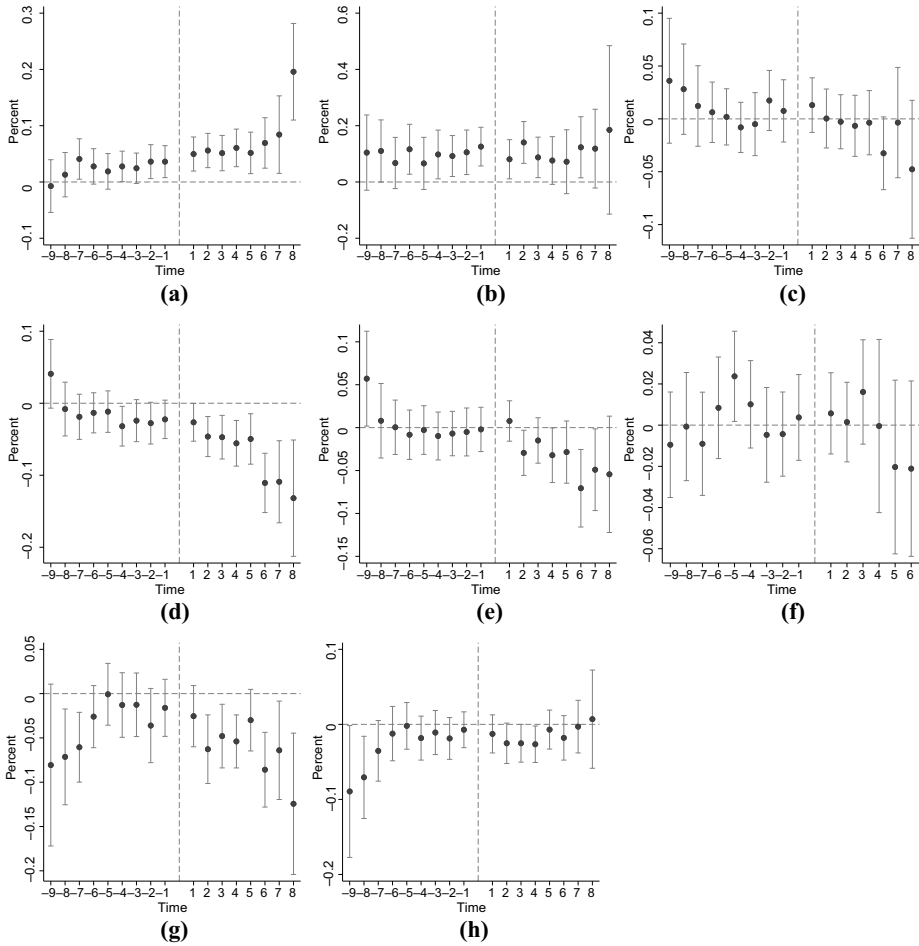 0.3
0.2
Percent
0.1
0
−0.1
−9−8−7−6−5−4−3−2−1 1 2 3 4 5 6 7 8
Time
(a)
0.6
0.4
Percent
0.2
0
−0.2
−9−8−7−6−5−4−3−2−1 1 2 3 4 5 6 7 8
Time
(b)
0.1
0.05
Percent
0
−0.05
−0.1
−9−8−7−6−5−4−3−2−1 1 2 3 4 5 6 7 8
Time
(c)
0.1
0
Percent
−0.1
−0.2
−9−8−7−6−5−4−3−2−1 1 2 3 4 5 6 7 8
Time
(d)
0.1
0.05
Percent
0
−0.05
−0.1
−0.15
−9−8−7−6−5−4−3−2−1 1 2 3 4 5 6 7 8
Time
(e)
0.04
0.02
Percent
0
−0.02
−0.04
−0.06
−9−8−7−6−5−4−3−2−1 1 2 3 4 5 6
Time
(f)
0.05
0
Percent
−0.05
−0.1
−0.15
−0.2
−9−8−7−6−5−4−3−2−1 1 2 3 4 5 6 7 8
Time
(g)
0.1
0
Percent
−0.1
−0.2
−9−8−7−6−5−4−3−2−1 1 2 3 4 5 6 7 8
Time
(h)